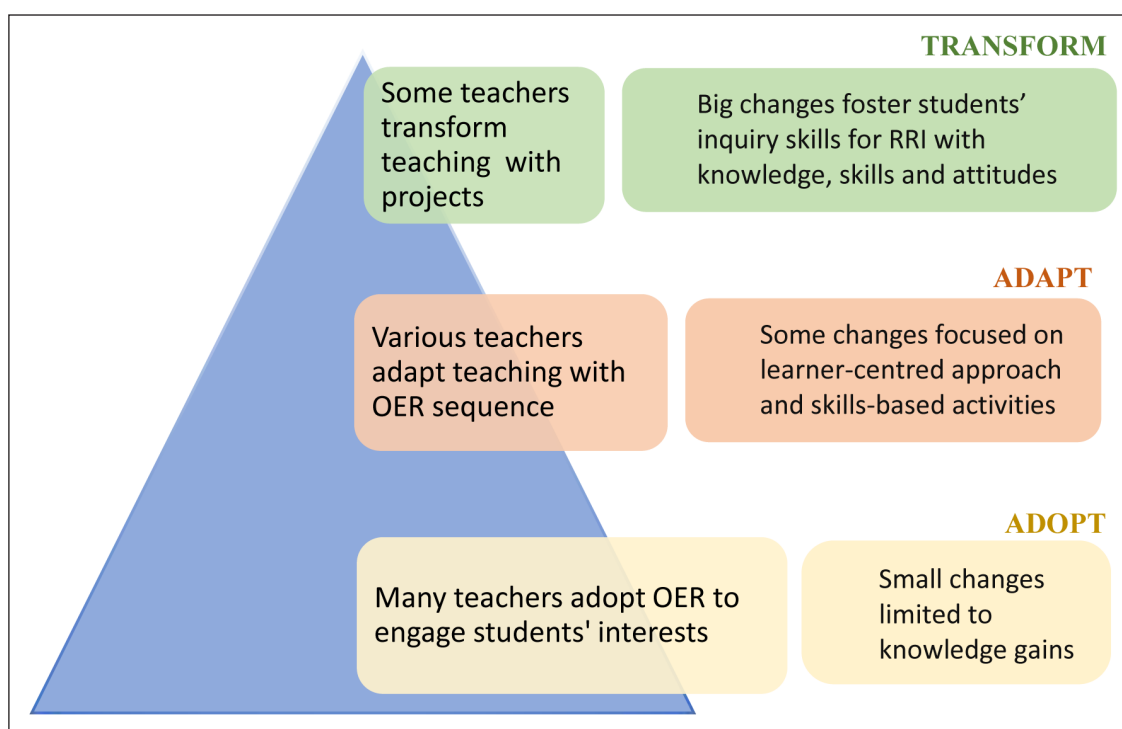 TRANSFORM
Some teachers
transform
teaching with
projects
Big changes foster students’
inquiry skills for RRI with
knowledge, skills and attitudes
ADAPT
Various teachers
adapt teaching with
OER sequence
Some changes focused on
learner-centred approach
and skills-based activities
ADOPT
Many teachers adopt OER to
engage students' interests
Small changes
limited to
knowledge gains